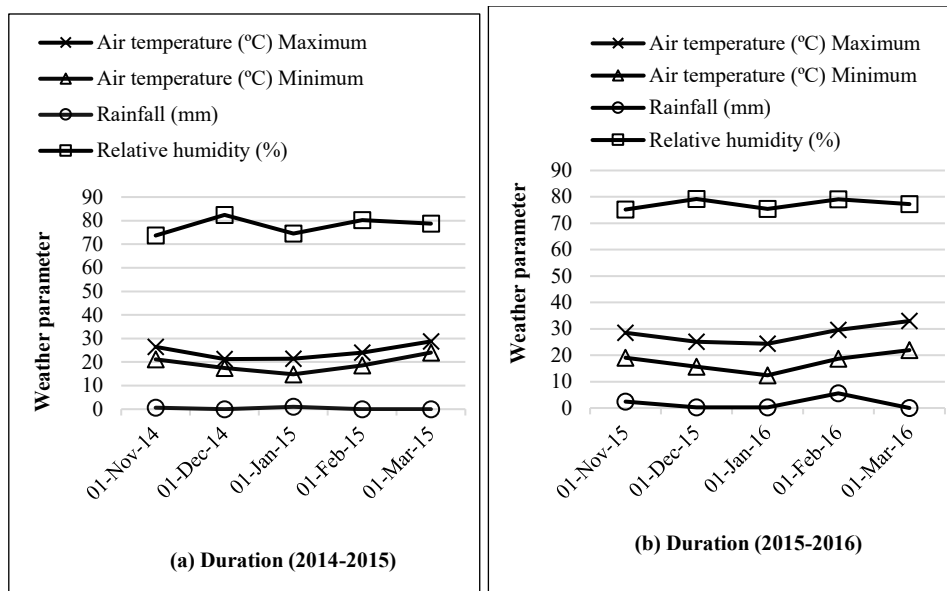 Air temperature (ºC) Maximum
Air temperature (ºC) Minimum
Rainfall (mm)
Relative humidity (%)
90
80
70
60
50
40
30
20
10
0
Weather parameter
01-Nov-14
01-Dec-14
01-Jan-15
01-Feb-15
01-Mar-15
(a) Duration (2014-2015)
Air temperature (ºC) Maximum
Air temperature (ºC) Minimum
Rainfall (mm)
Relative humidity (%)
90
80
70
60
50
40
30
20
10
0
Weather parameter
01-Nov-15
01-Dec-15
01-Jan-16
01-Feb-16
01-Mar-16
(b) Duration (2015-2016)